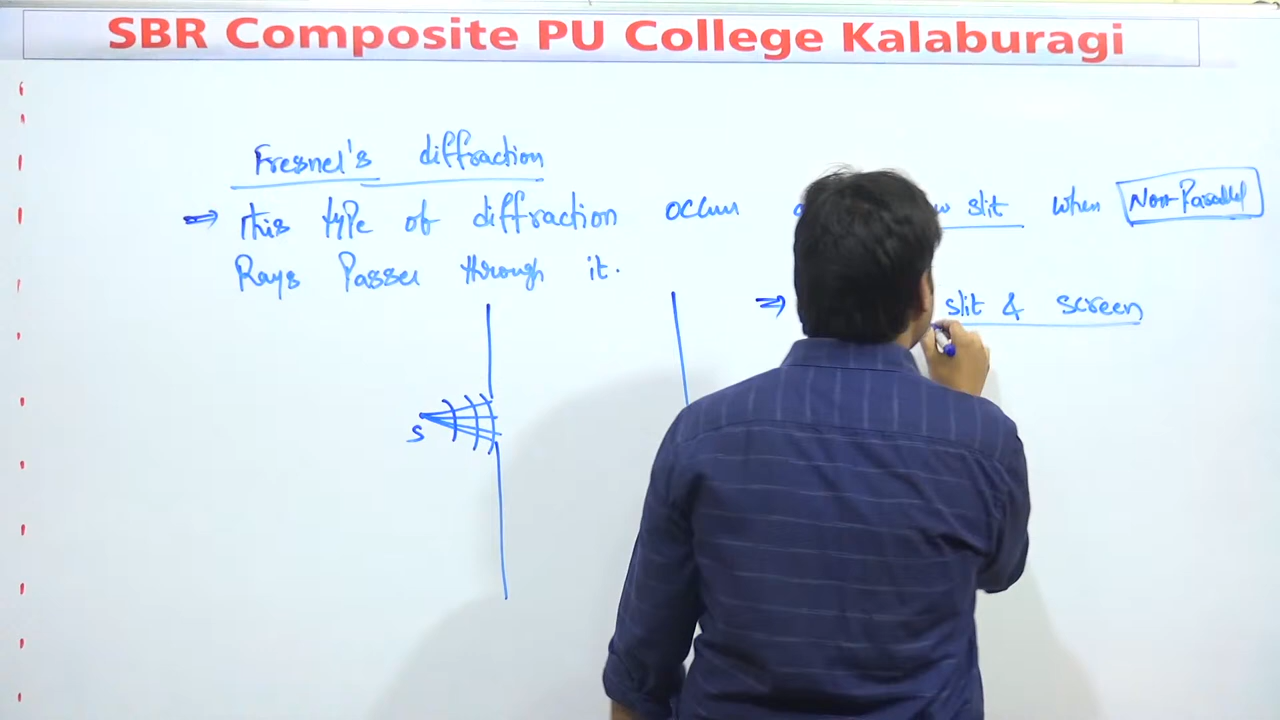 SBR Composite PU College Kalaburagi
Fresnel's diffraction
⇒ This type of diffraction occur slit when Non-Parallel
Rays Passes through it.
⇒ slit & screen
S